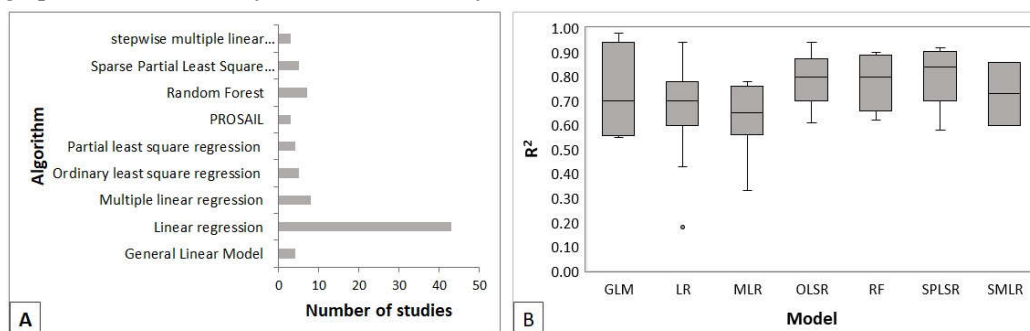 stepwise multiple linear...
Sparse Partial Least Square...
Random Forest
PROSAIL
Partial least square regression
Ordinary least square regression
Multiple linear regression
Linear regression
General Linear Model
Algorithm
0 10 20 30 40 50
Number of studies
A
1.00
0.90
0.80
0.70
0.60
0.50
0.40
0.30
0.20
0.10
0.00
R²
GLM LR MLR OLSR RF SPLSR SMLR
Model
B